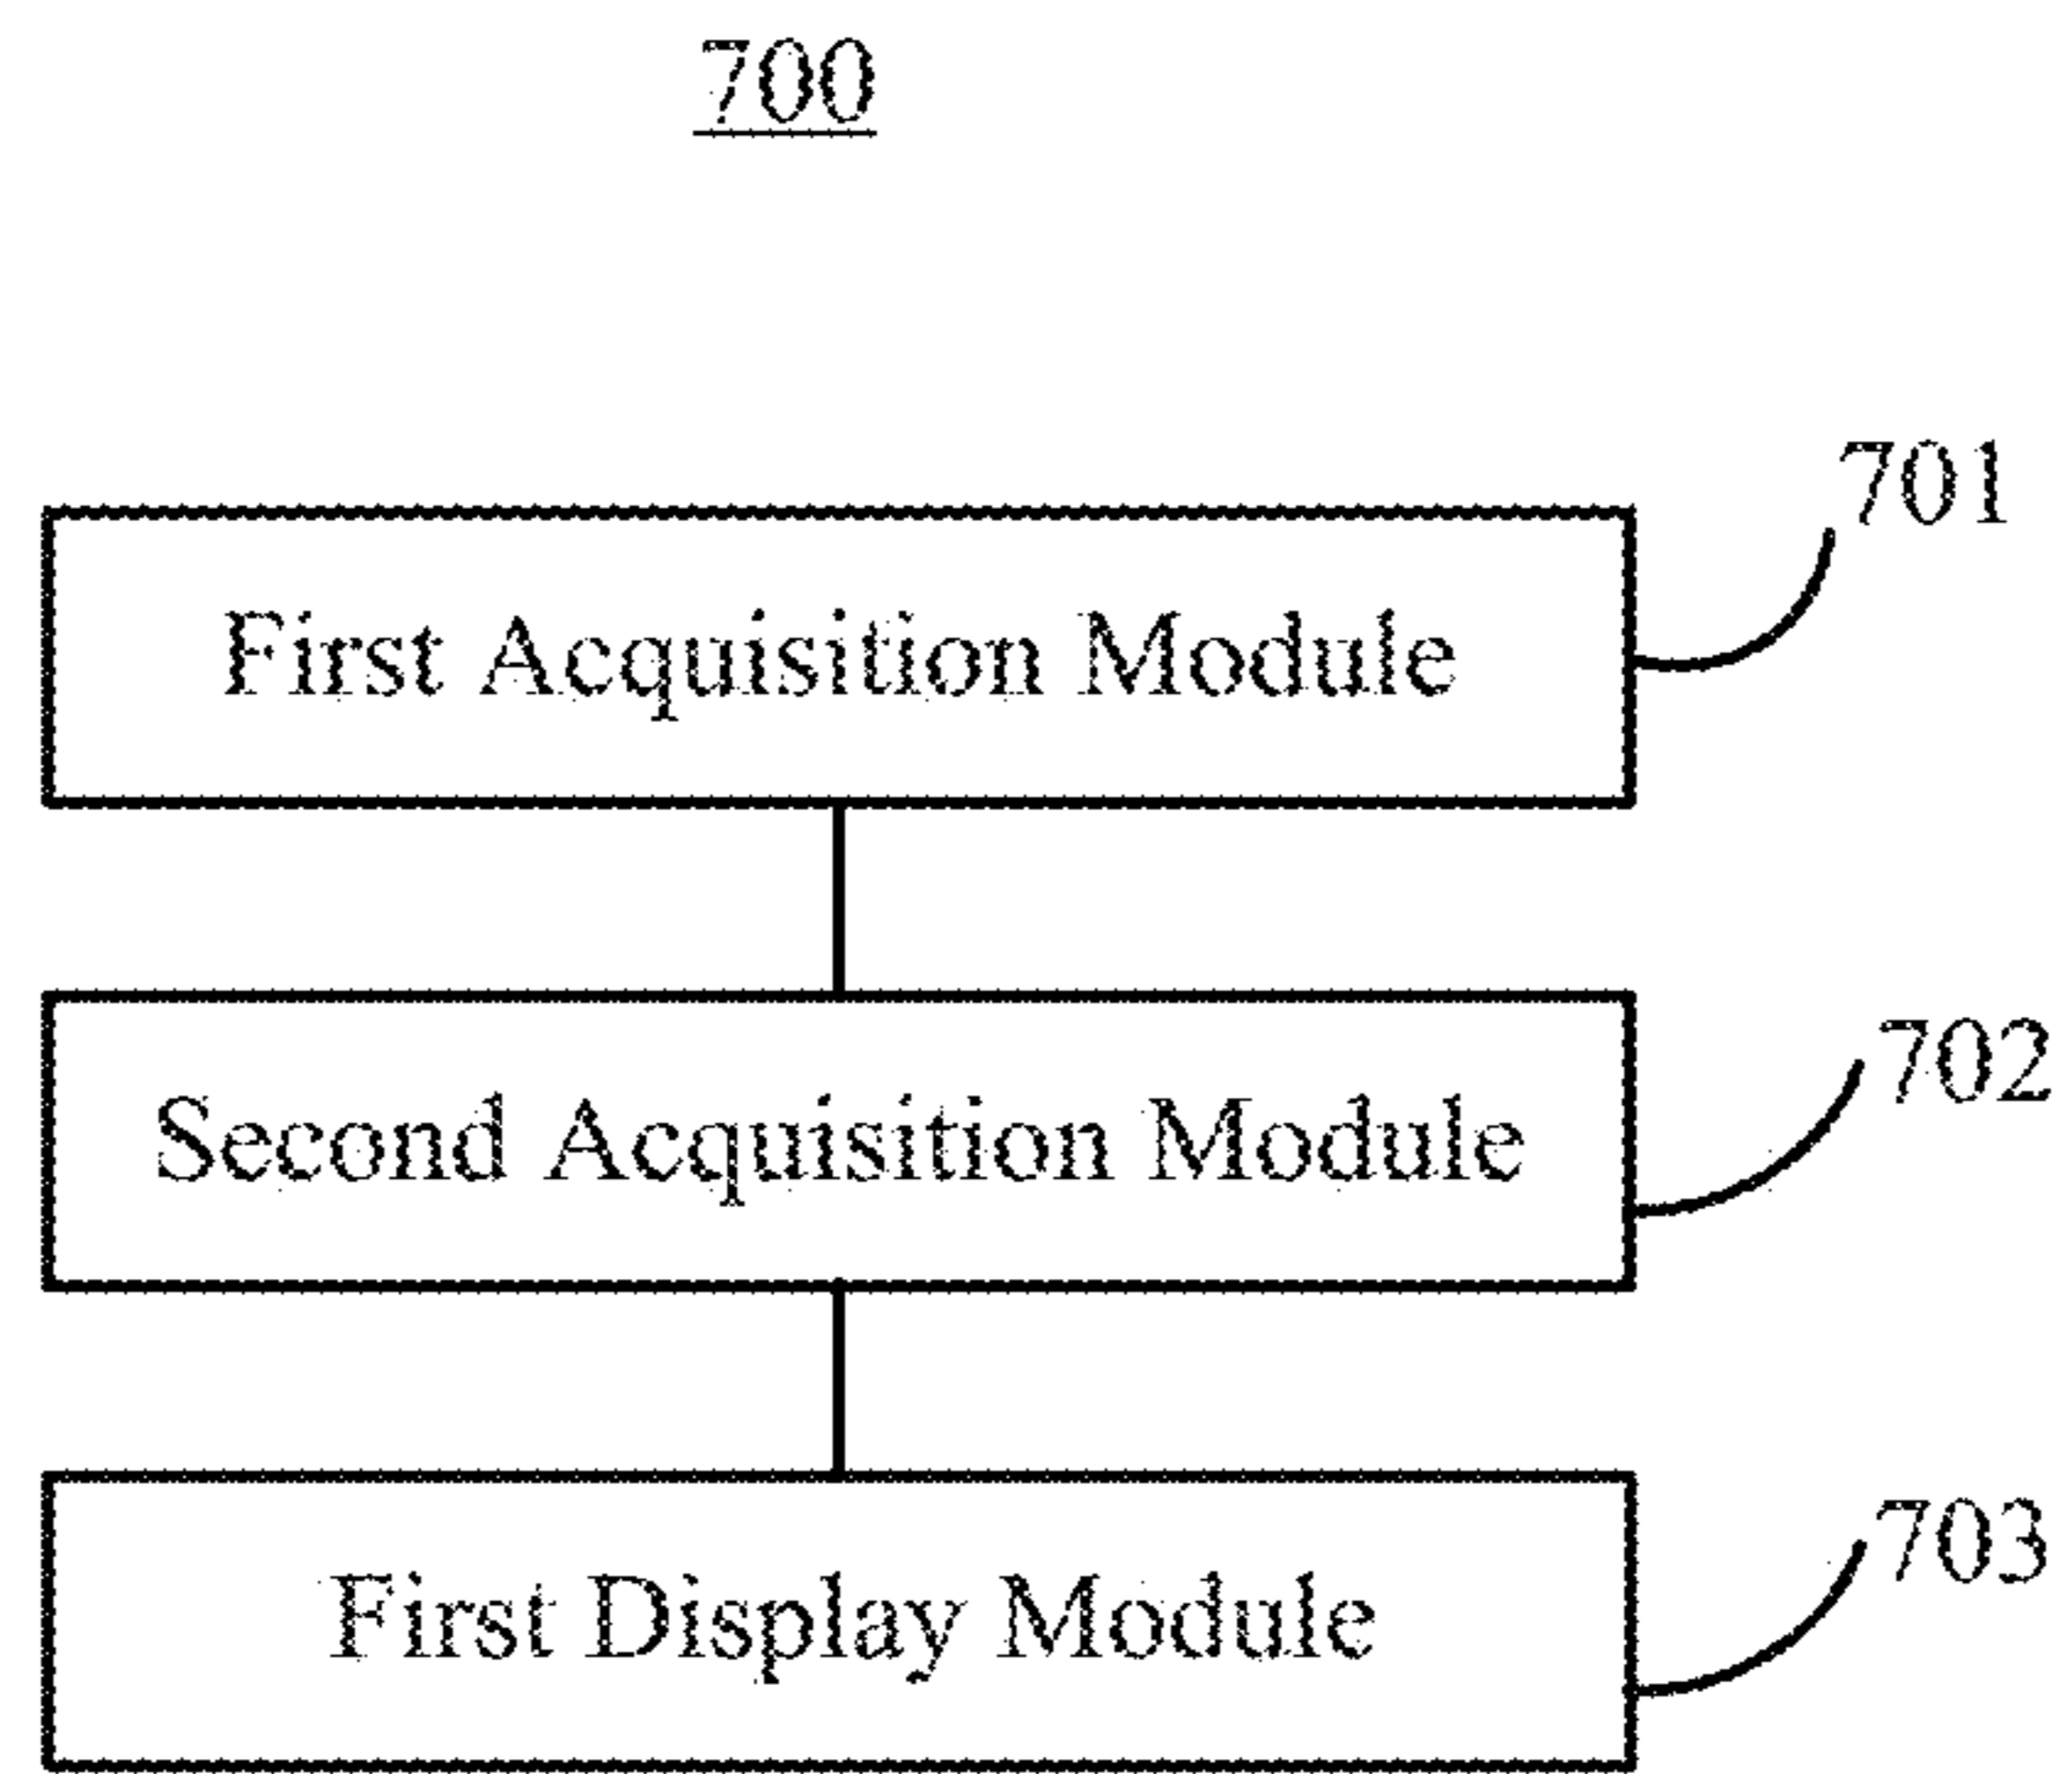 700
701
First Acquisition Module
702
Second Acquisition Module
703
First Display Module